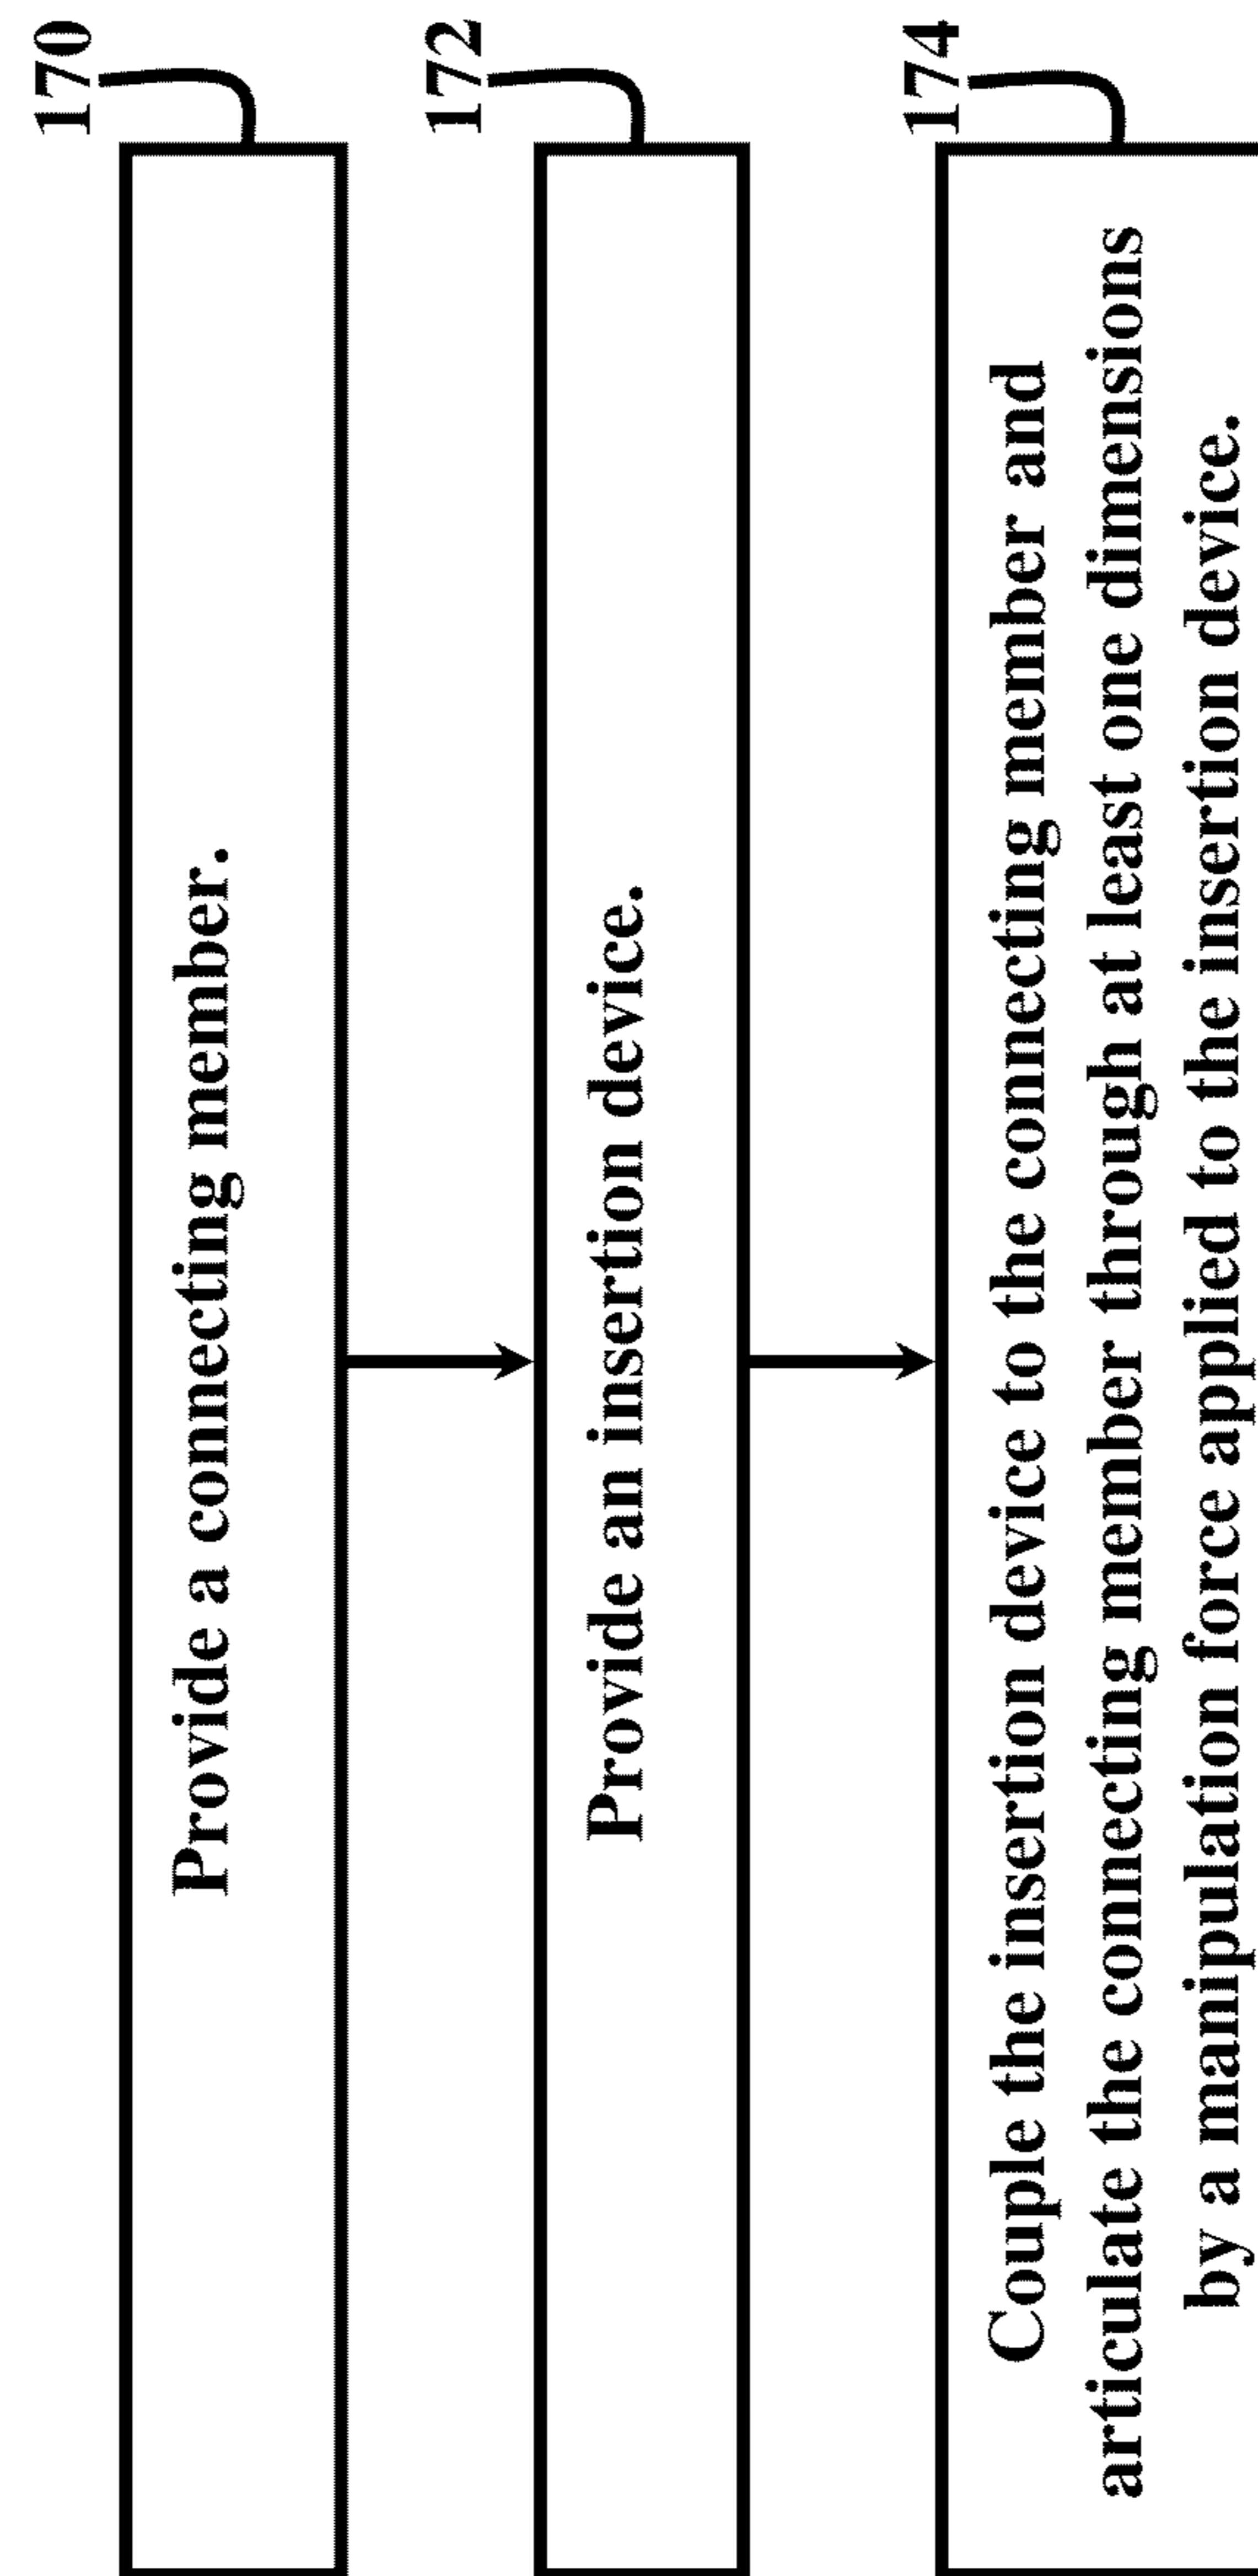 170
Provide a connecting member.
172
Provide an insertion device.
174
Couple the insertion device to the connecting member and
articulate the connecting member through at least one dimensions
by a manipulation force applied to the insertion device.